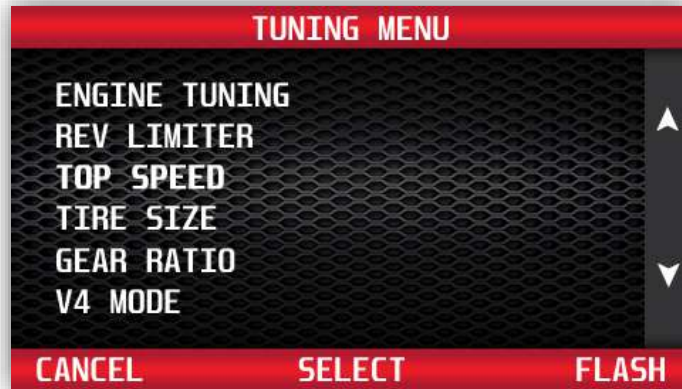 TUNING MENU
ENGINE TUNING
REV LIMITER
TOP SPEED
TIRE SIZE
GEAR RATIO
V4 MODE
CANCEL SELECT FLASH